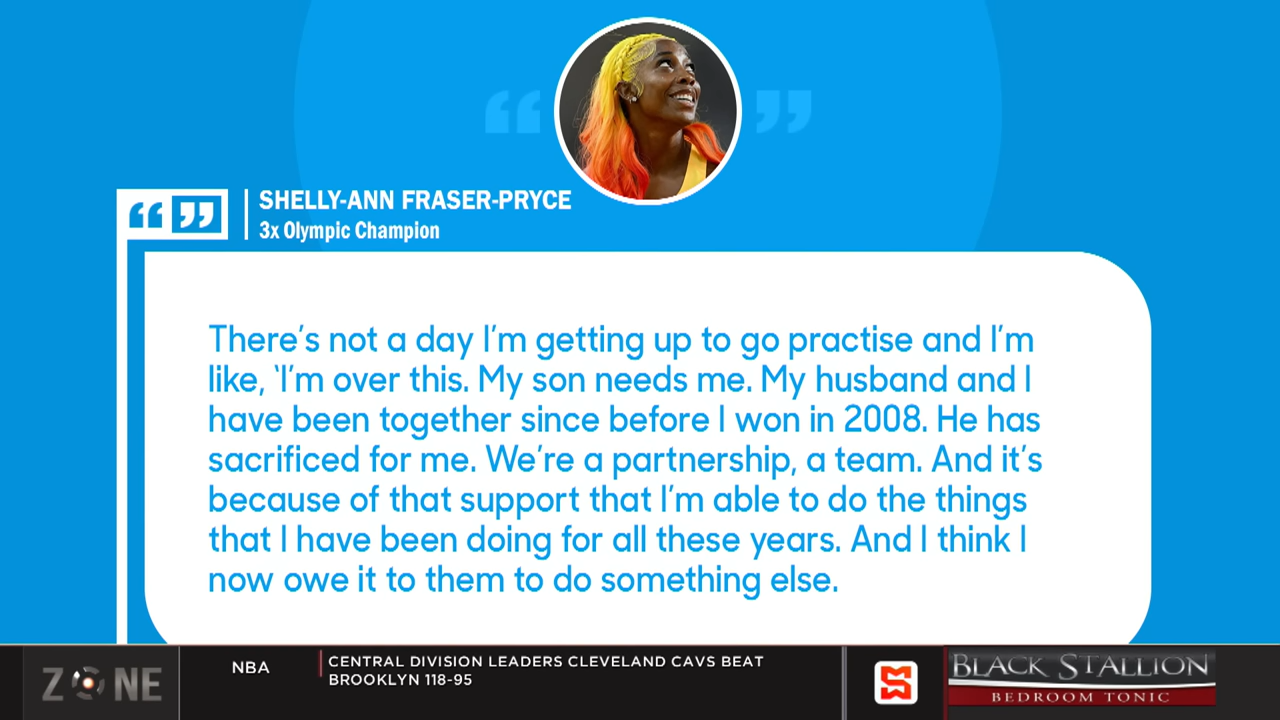 SHELLY-ANN FRASER-PRYCE
3x Olympic Champion
There's not a day I'm getting up to go practise and I'm
like, 'I'm over this. My son needs me. My husband and I
have been together since before I won in 2008. He has
sacrificed for me. We're a partnership, a team. And it's
because of that support that I'm able to do the things
that I have been doing for all these years. And I think I
now owe it to them to do something else.
ZONE
NBA
CENTRAL DIVISION LEADERS CLEVELAND CAVS BEAT
BROOKLYN 118-95
BLACK STALLION
BEDROOM TONIC